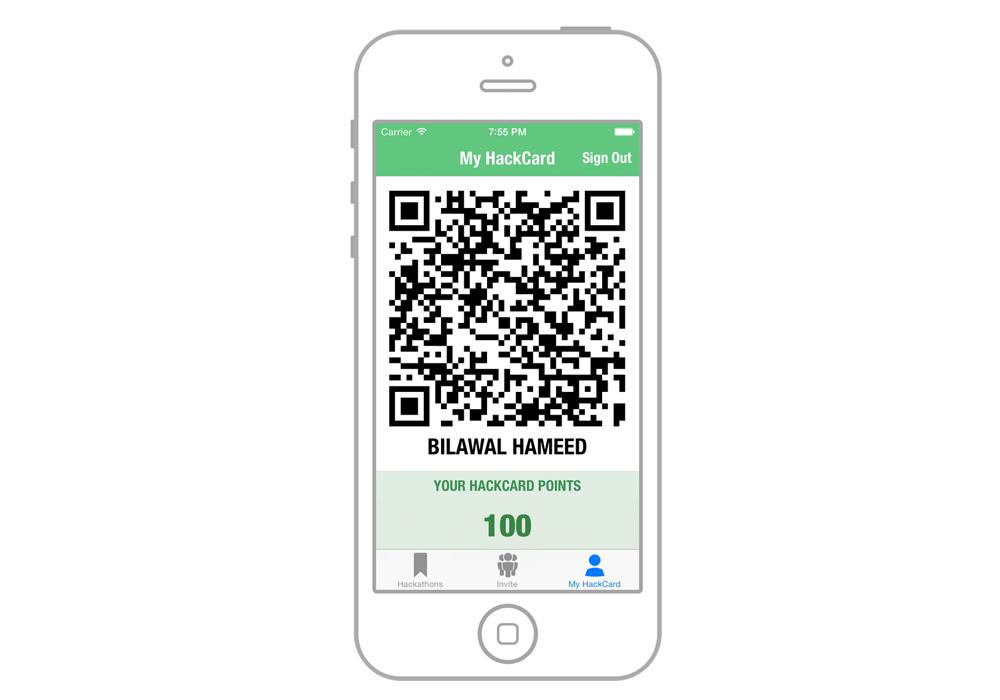 Carrier 7:55 PM
My HackCard Sign Out
BILAWAL HAMEED
YOUR HACKCARD POINTS
100
Hackathons Invite My HackCard